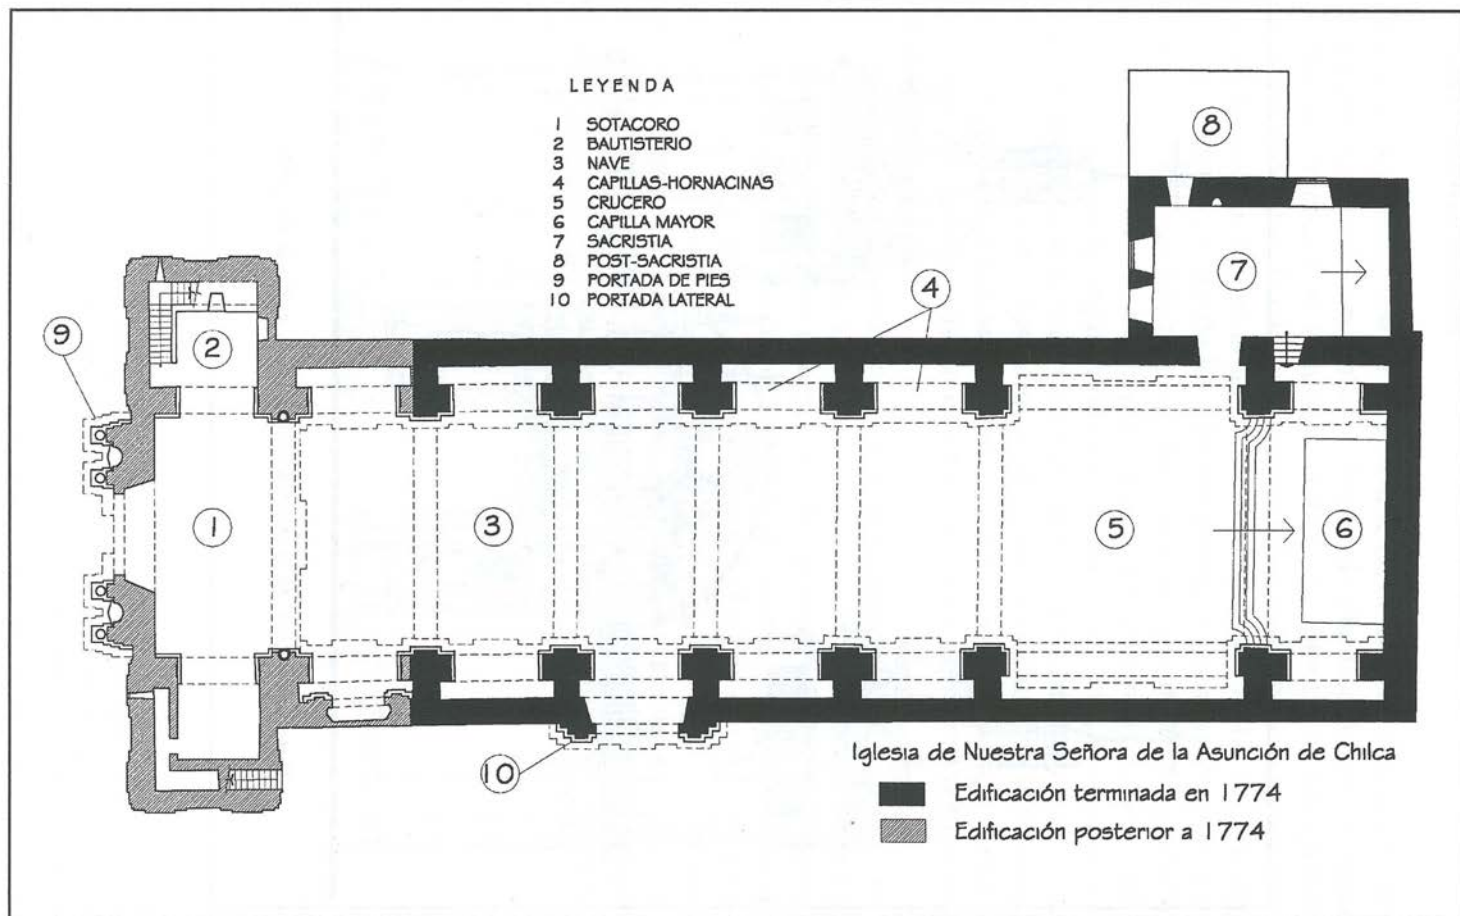 LEYENDA
1 SOTACORO
2 BAUTISTERIO
3 NAVE
4 CAPILLAS-HORNACINAS
5 CRUCERO
6 CAPILLA MAYOR
7 SACRISTIA
8 POST-SACRISTIA
9 PORTADA DE PIES
10 PORTADA LATERAL
8
4
7
9
2
1
3
5
6
10
Iglesia de Nuestra Señora de la Asunción de Chilca
Edificación terminada en 1774
Edificación posterior a 1774